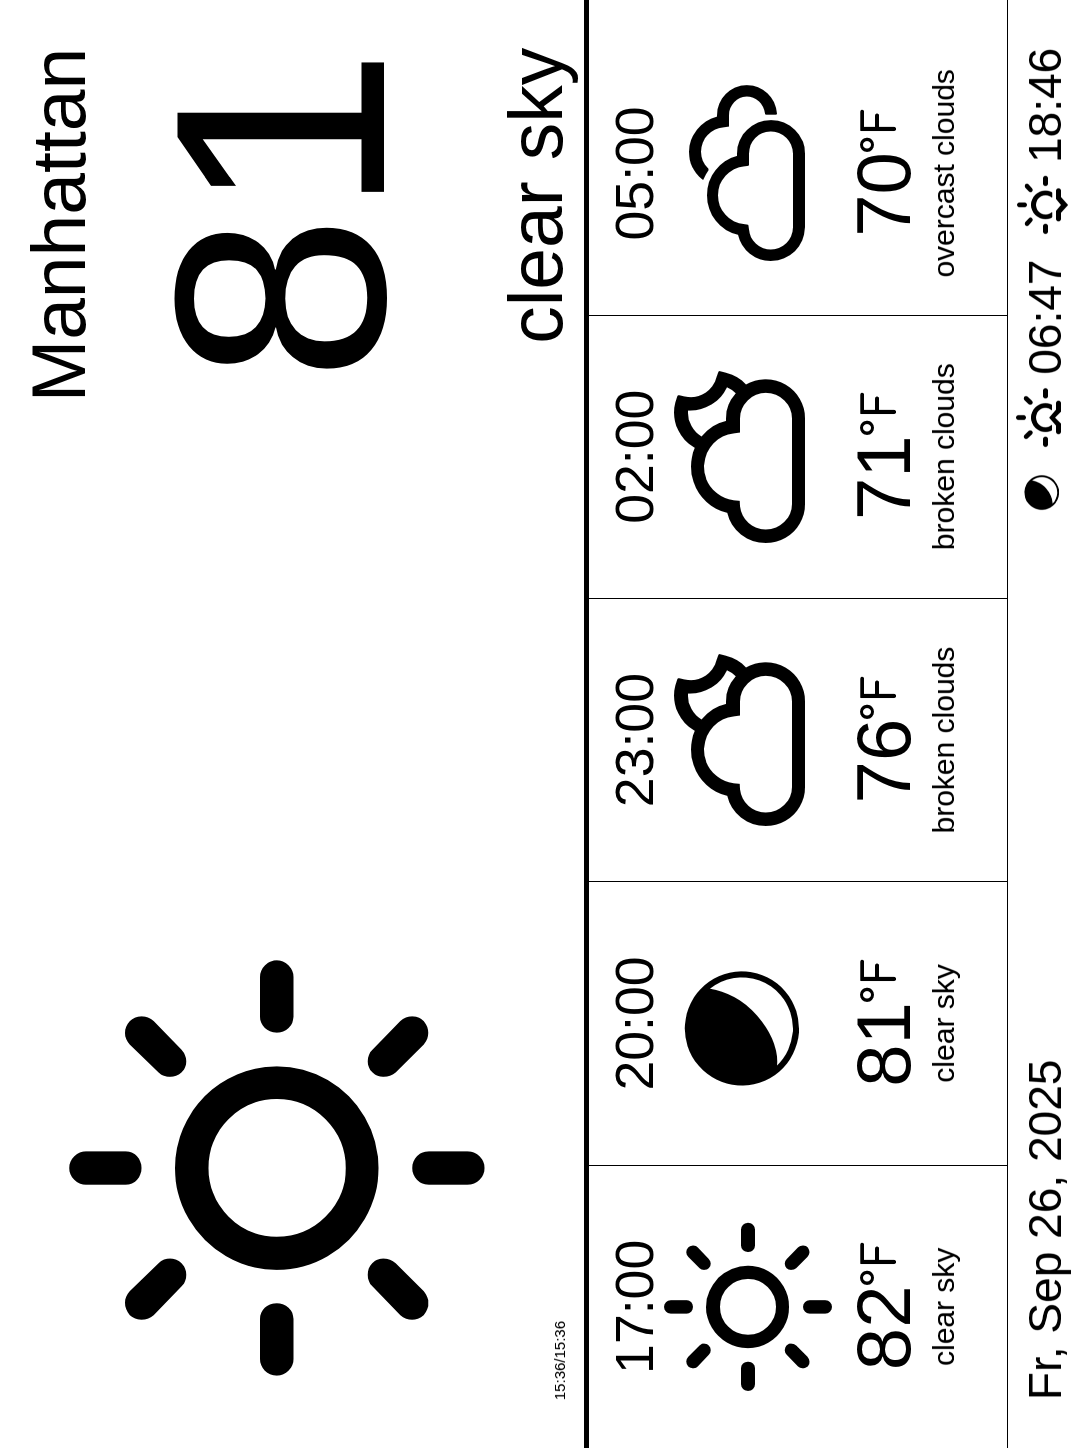 Manhattan
81
clear sky
15:36/15:36
17:00 20:00 23:00 02:00 05:00
82°F 81°F 76°F 71°F 70°F
clear sky clear sky broken clouds broken clouds overcast clouds
Fr, Sep 26, 2025 06:47 18:46